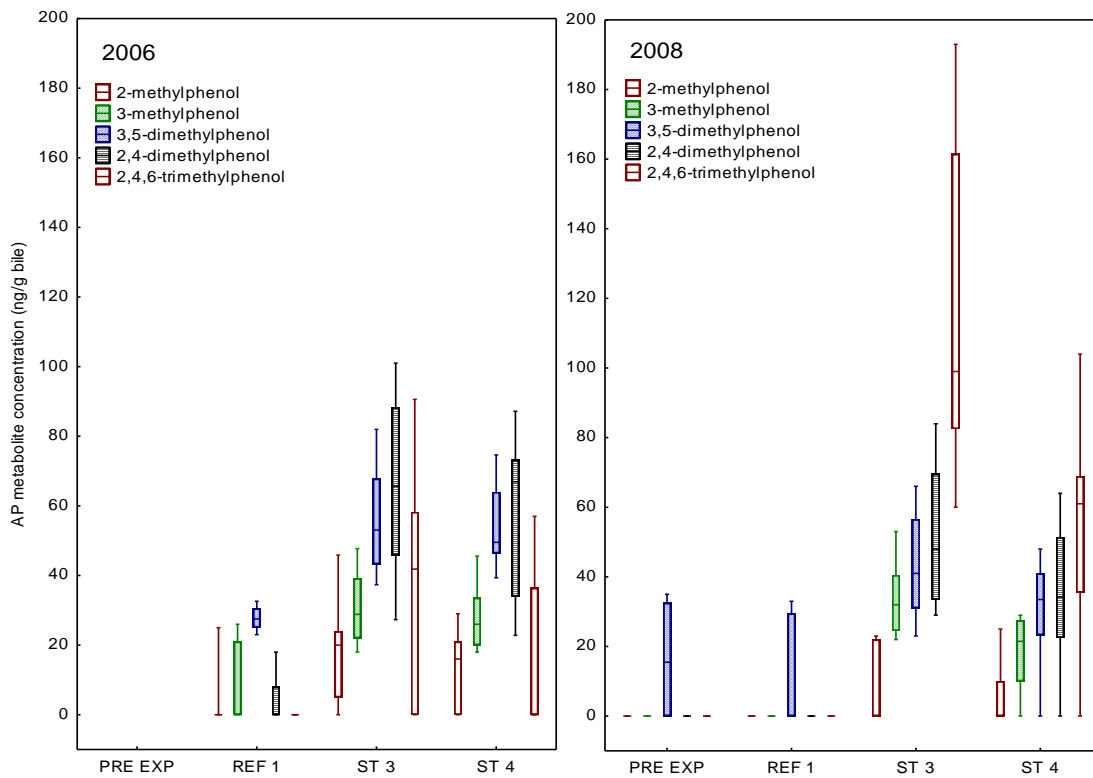 AP metabolite concentration (ng/g bile)
200
180
160
140
120
100
80
60
40
20
0
2006
2-methylphenol
3-methylphenol
3,5-dimethylphenol
2,4-dimethylphenol
2,4,6-trimethylphenol
PRE EXP REF 1 ST 3 ST 4
200
180
160
140
120
100
80
60
40
20
0
2008
2-methylphenol
3-methylphenol
3,5-dimethylphenol
2,4-dimethylphenol
2,4,6-trimethylphenol
PRE EXP REF 1 ST 3 ST 4